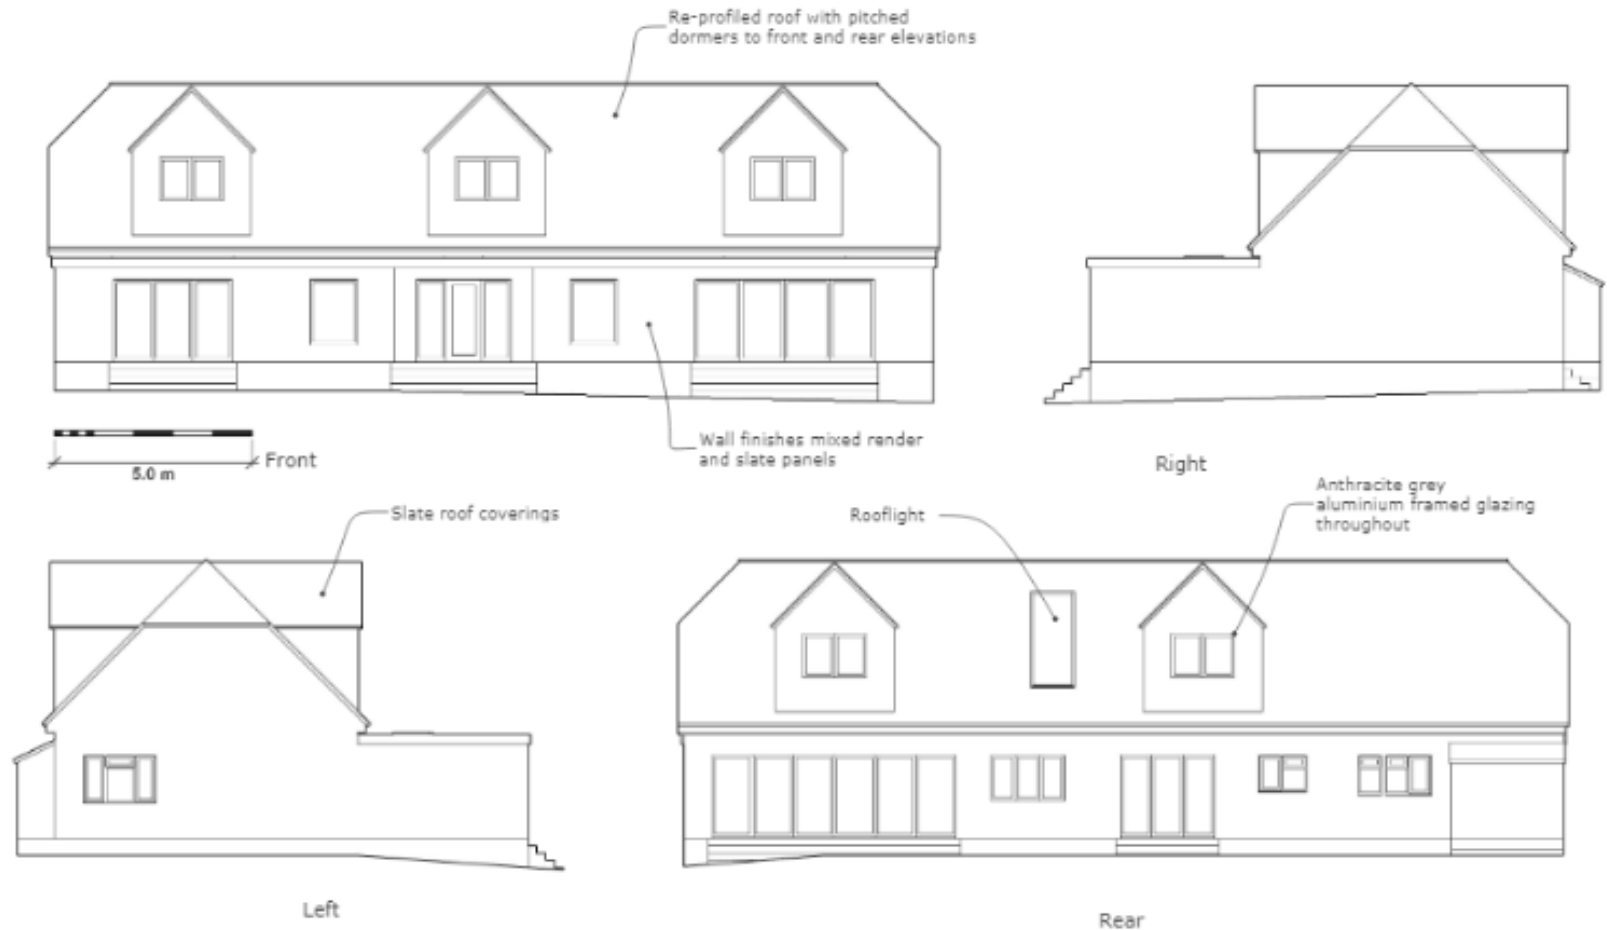 Re-profiled roof with pitched
dormers to front and rear elevations
Wall finishes mixed render
and slate panels
5.0 m
Front
Right
Slate roof coverings
Rooflight
Anthracite grey
aluminium framed glazing
throughout
Left
Rear